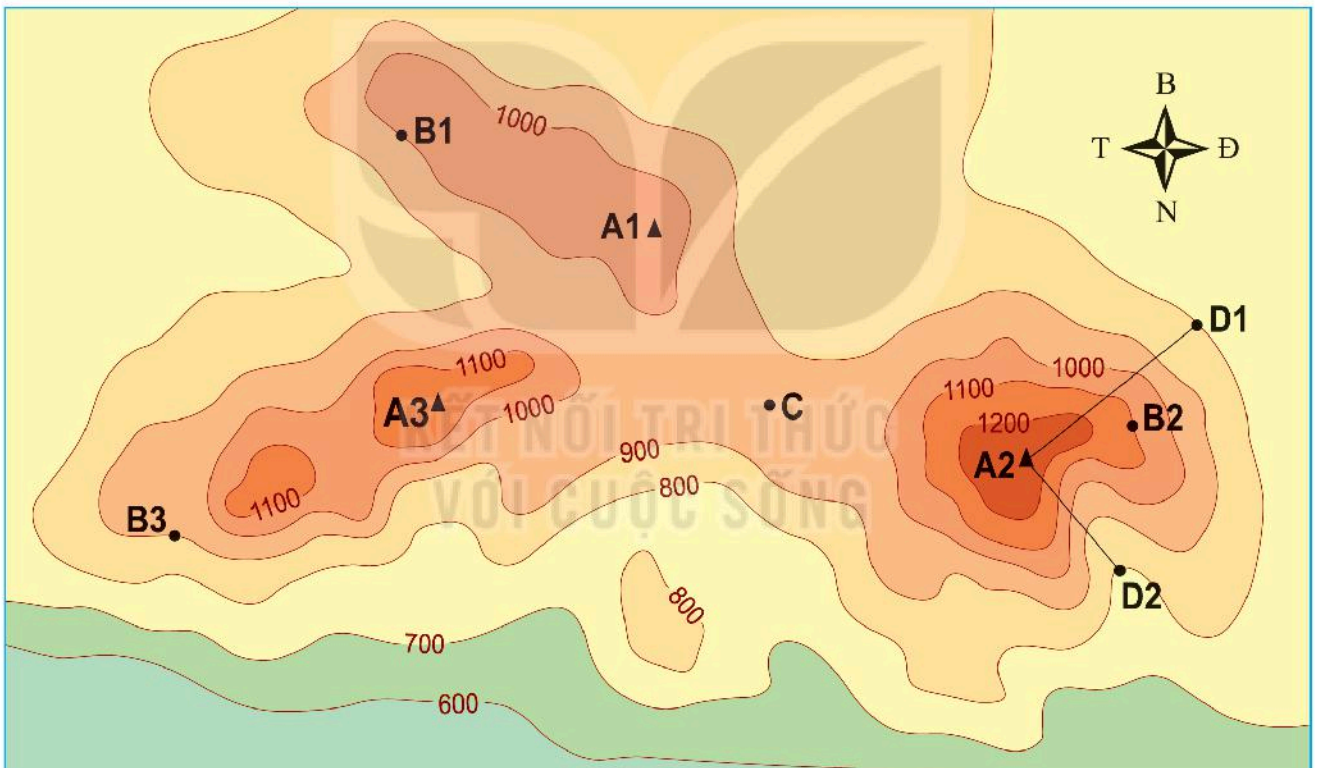 B
T
Đ
N
1000
B1
A1
D1
1100
1000
1000
1100
1200
A3
C
B2
A2
900
800
1100
B3
D2
800
700
600
KẾT NỐI TRI THỨC
VỚI CUỘC SỐNG